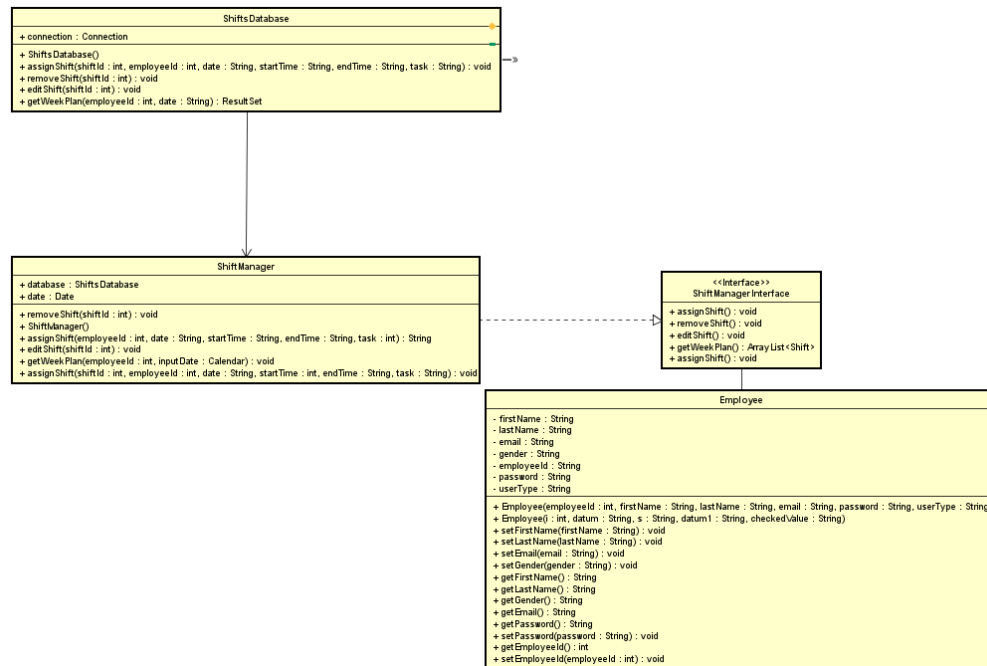 ShiftsDatabase
+ connection : Connection
+ ShiftsDatabase()
+ assignShift(shiftId : int, employeeId : int, date : String, startTime : String, endTime : String, task : String) : void
+ removeShift(shiftId : int) : void
+ editShift(shiftId : int) : void
+ getWeekPlan(employeeId : int, date : String) : ResultSet
ShiftManager
+ database : ShiftsDatabase
+ date : Date
+ removeShift(shiftId : int) : void
+ ShiftManager()
+ assignShift(employeeId : int, date : String, startTime : String, endTime : String, task : int) : String
+ editShift(shiftId : int) : void
+ getWeekPlan(employeeId : int, inputDate : Calendar) : void
+ assignShift(shiftId : int, employeeId : int, date : String, startTime : int, endTime : String, task : String) : void
<<Interface>>
ShiftManagerInterface
+ assignShift() : void
+ removeShift() : void
+ editShift() : void
+ getWeekPlan() : ArrayList<Shift>
+ assignShift() : void
Employee
- firstName : String
- lastName : String
- email : String
- gender : String
- employeeId : String
- password : String
- userType : String
+ Employee(employeeId : int, firstName : String, lastName : String, email : String, password : String, userType : String
+ Employee(i : int, datum : String, s : String, datum1 : String, checkedValue : String)
+ setFirstName(firstName : String) : void
+ setLastName(lastName : String) : void
+ setEmail(email : String) : void
+ setGender(gender : String) : void
+ getFirstName() : String
+ getLastName() : String
+ getGender() : String
+ getEmail() : String
+ getPassword() : String
+ setPassword(password : String) : void
+ getEmployeeId() : int
+ setEmployeeId(employeeId : int) : void